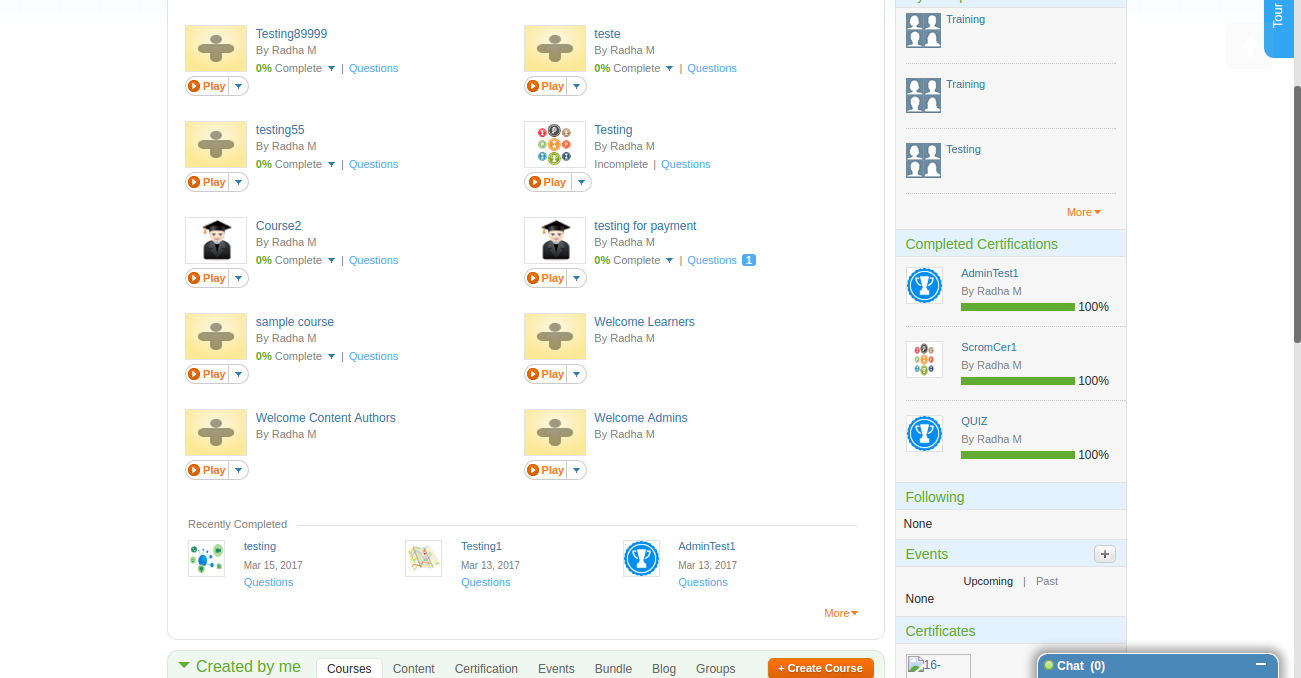 Testing89999
By Radha M
0% Complete | Questions
Play
teste
By Radha M
0% Complete | Questions
Play
testing55
By Radha M
0% Complete | Questions
Play
Testing
By Radha M
Incomplete | Questions
Play
Course2
By Radha M
0% Complete | Questions
Play
testing for payment
By Radha M
0% Complete | Questions 1
Play
sample course
By Radha M
0% Complete | Questions
Play
Welcome Learners
By Radha M
Play
Welcome Content Authors
By Radha M
Play
Welcome Admins
By Radha M
Play
Recently Completed
testing
Mar 15, 2017
Questions
Testing1
Mar 13, 2017
Questions
AdminTest1
Mar 13, 2017
Questions
More
Created by me
Courses Content Certification Events Bundle Blog Groups + Create Course
Training
Training
Testing
More
Completed Certifications
AdminTest1
By Radha M
100%
ScromCer1
By Radha M
100%
QUIZ
By Radha M
100%
Following
None
Events +
Upcoming | Past
None
Certificates
16-
Chat (0)
Tour